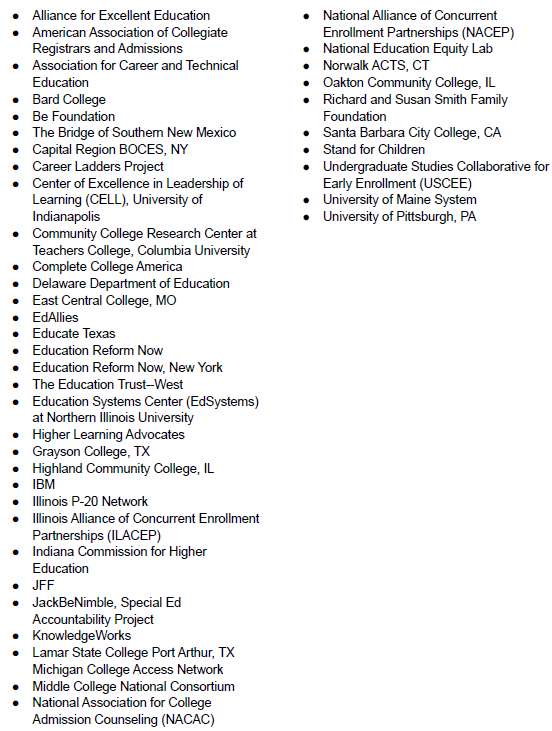 ● Alliance for Excellent Education
● American Association of Collegiate
Registrars and Admissions
● Association for Career and Technical
Education
● Bard College
● Be Foundation
● The Bridge of Southern New Mexico
● Capital Region BOCES, NY
● Career Ladders Project
● Center of Excellence in Leadership of
Learning (CELL), University of
Indianapolis
● Community College Research Center at
Teachers College, Columbia University
● Complete College America
● Delaware Department of Education
● East Central College, MO
● EdAllies
● Educate Texas
● Education Reform Now
● Education Reform Now, New York
● The Education Trust--West
● Education Systems Center (EdSystems)
at Northern Illinois University
● Higher Learning Advocates
● Grayson College, TX
● Highland Community College, IL
● IBM
● Illinois P-20 Network
● Illinois Alliance of Concurrent Enrollment
Partnerships (ILACEP)
● Indiana Commission for Higher
Education
● JFF
● JackBeNimble, Special Ed
Accountability Project
● KnowledgeWorks
● Lamar State College Port Arthur, TX
Michigan College Access Network
● Middle College National Consortium
● National Association for College
Admission Counseling (NACAC)
● National Alliance of Concurrent
Enrollment Partnerships (NACEP)
● National Education Equity Lab
● Norwalk ACTS, CT
● Oakton Community College, IL
● Richard and Susan Smith Family
Foundation
● Santa Barbara City College, CA
● Stand for Children
● Undergraduate Studies Collaborative for
Early Enrollment (USCEE)
● University of Maine System
● University of Pittsburgh, PA